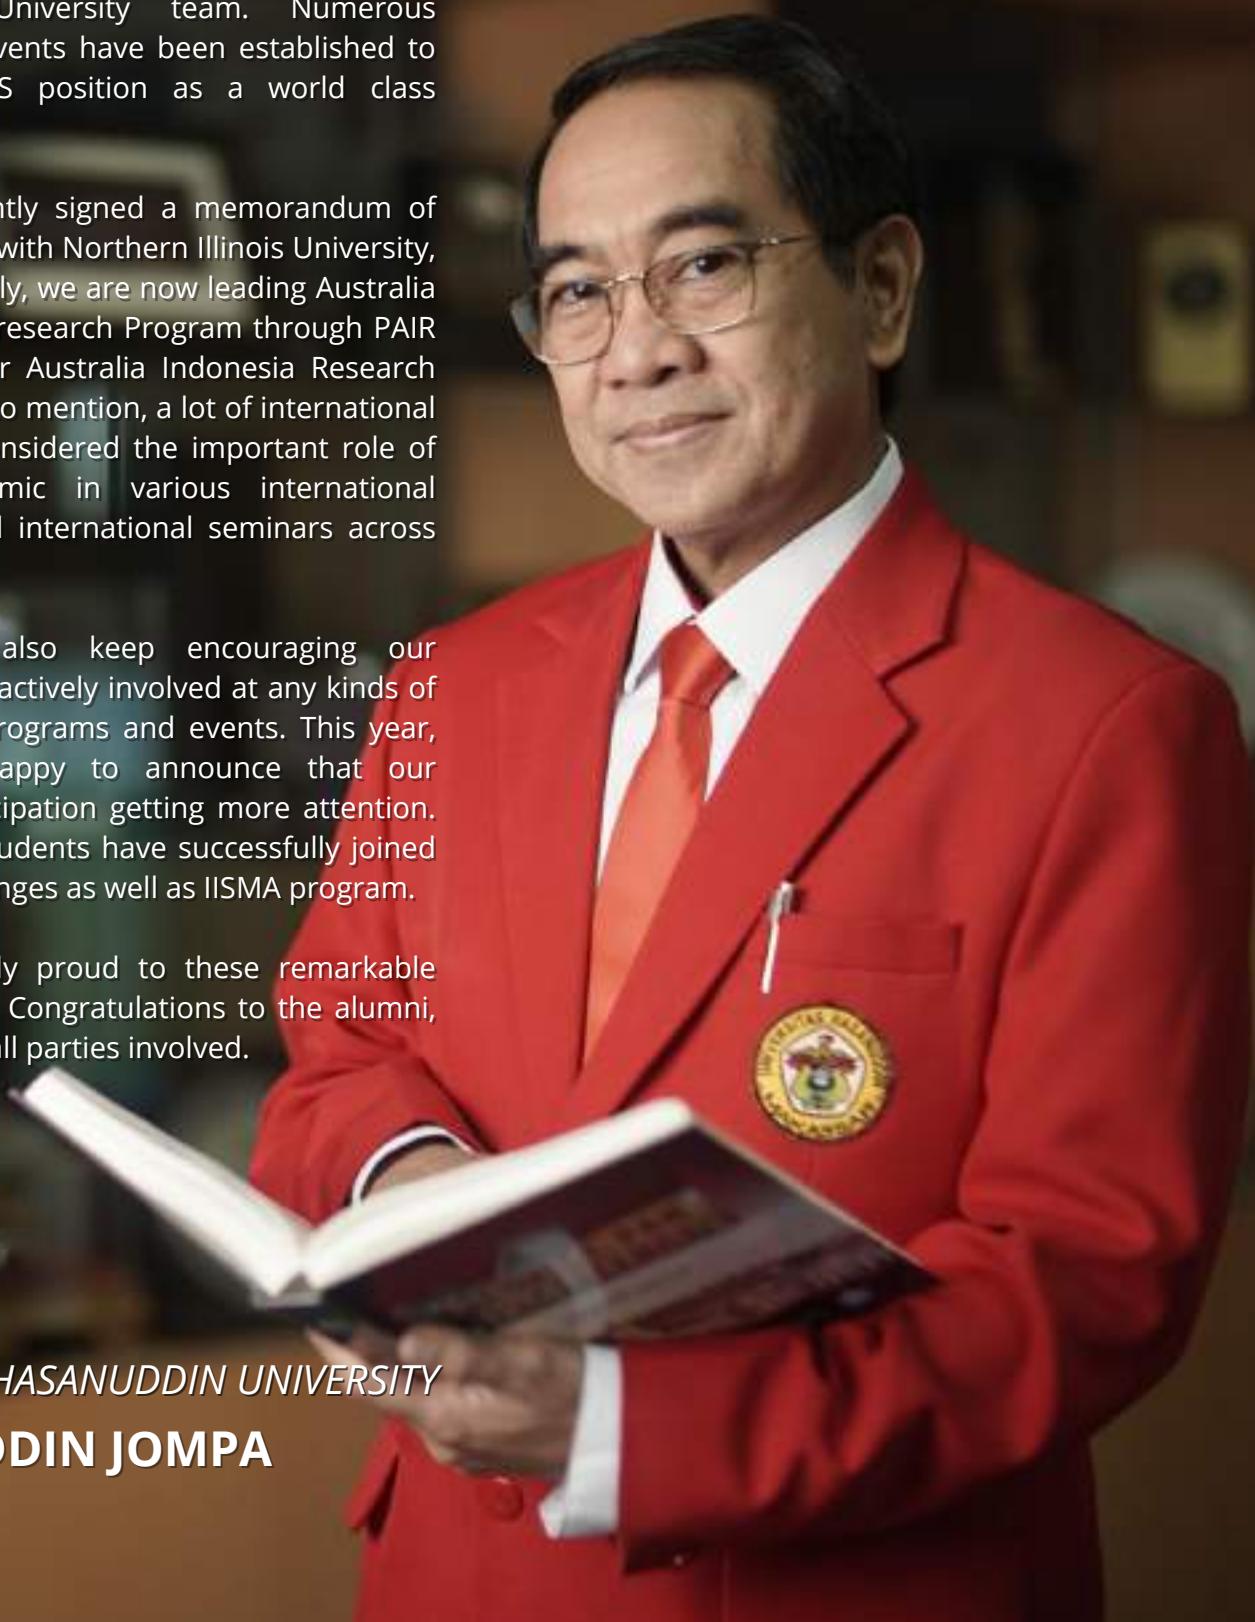 University team. Numerous
vents have been established to
S position as a world class
ntly signed a memorandum of
with Northern Illinois University,
ly, we are now leading Australia
research Program through PAIR
r Australia Indonesia Research
o mention, a lot of international
nsidered the important role of
mic in various international
l international seminars across
also keep encouraging our
actively involved at any kinds of
rograms and events. This year,
appy to announce that our
cipation getting more attention.
udents have successfully joined
nges as well as IISMA program.
ly proud to these remarkable
Congratulations to the alumni,
all parties involved.
UNIVERSITAS HASANUDDIN
HASANUDDIN UNIVERSITY
DDIN JOMPA